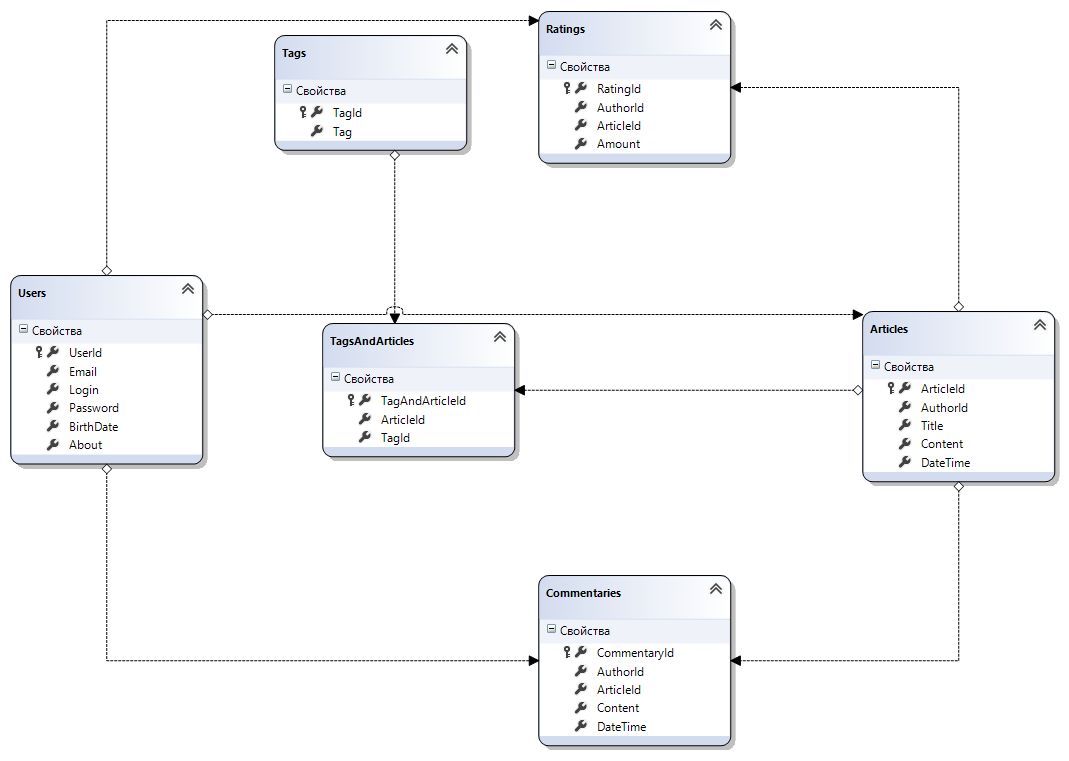 Ratings
Свойства
RatingId
AuthorId
ArticleId
Amount
Tags
Свойства
TagId
Tag
Users
Свойства
UserId
Email
Login
Password
BirthDate
About
TagsAndArticles
Свойства
TagAndArticleId
ArticleId
TagId
Articles
Свойства
ArticleId
AuthorId
Title
Content
DateTime
Commentaries
Свойства
CommentaryId
AuthorId
ArticleId
Content
DateTime